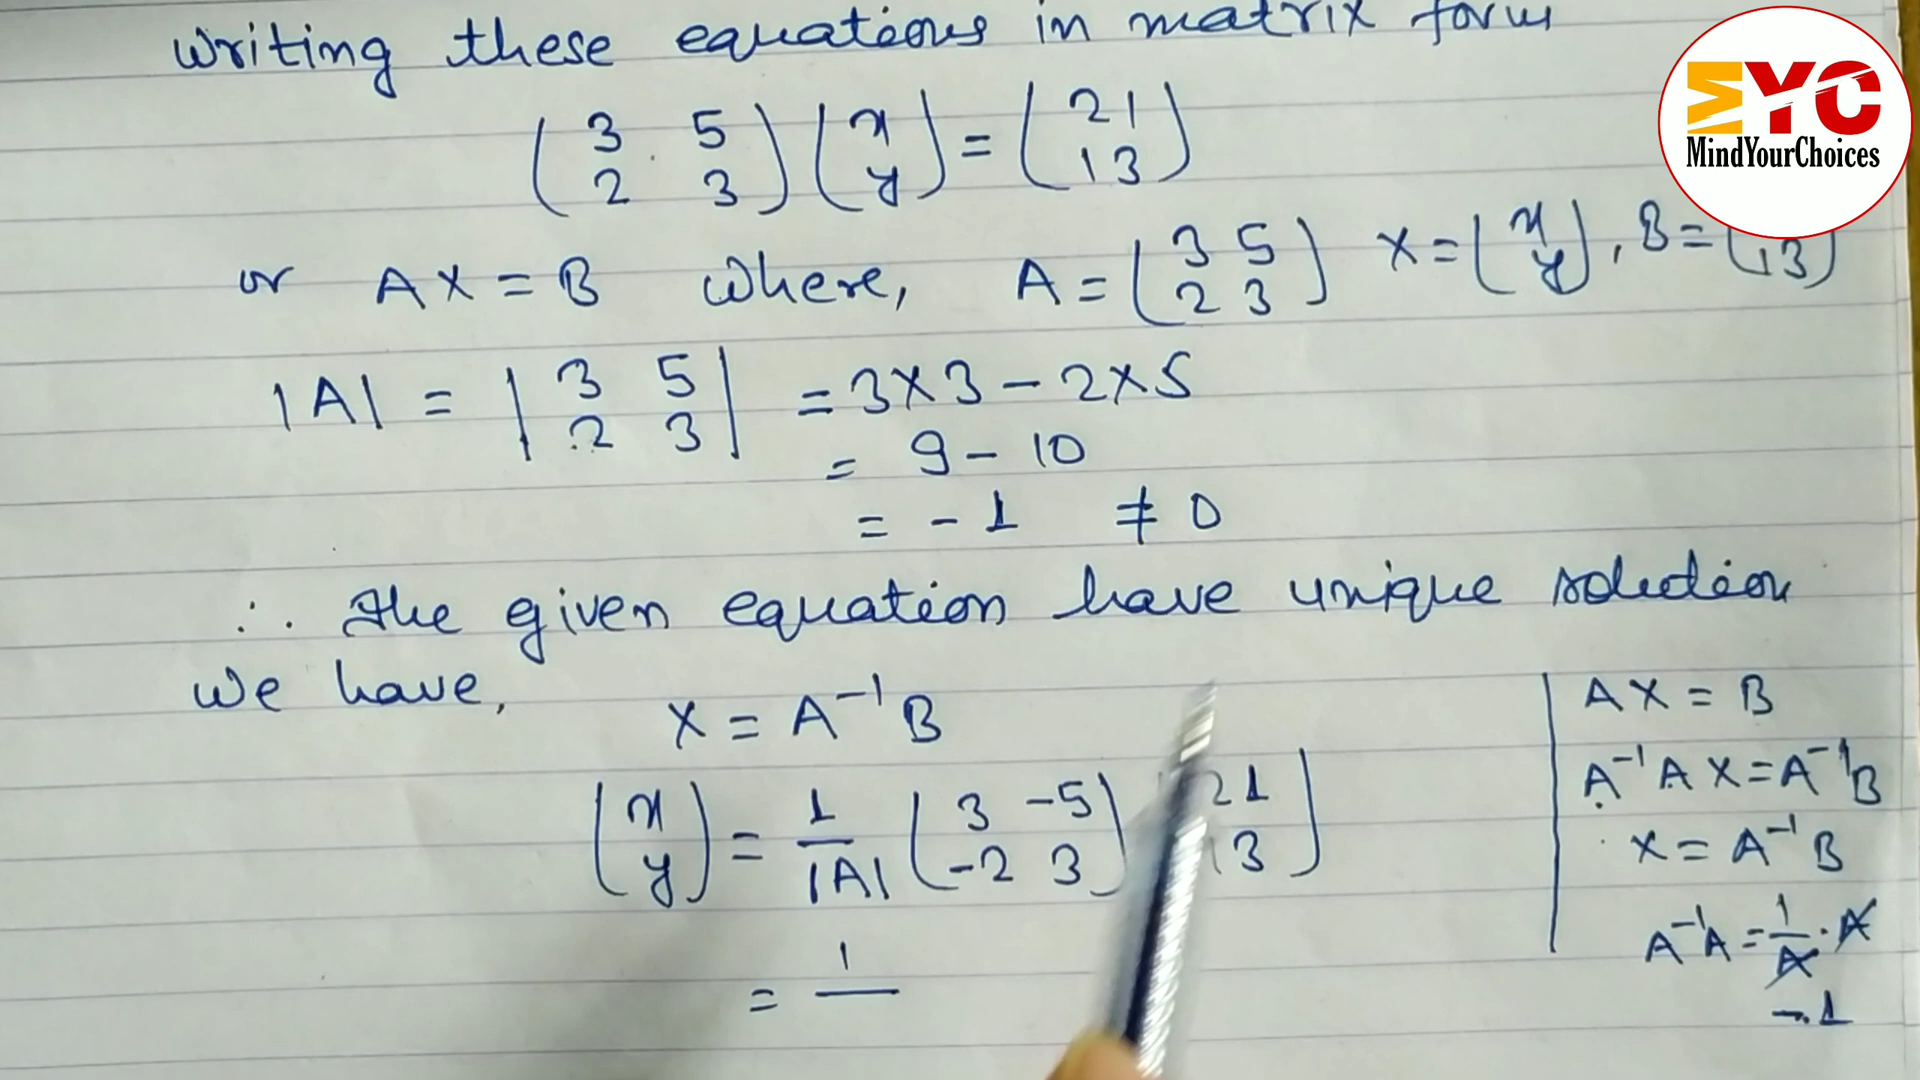 writing these equations in matrix form
(3 5 2 3)(x y) = (21 13)
MYC
MindYourChoices
or AX = B where, A = (3 5 2 3) X = (x y), B = ( 13)
|A| = |3 5 2 3| = 3×3 - 2×5
= 9 - 10
= -1 ≠ 0
∴ the given equation have unique solution
we have,
X = A⁻¹B
(x y) = 1/|A| (3 -5 -2 3) (21 13)
= 1/
AX = B
A⁻¹AX = A⁻¹B
X = A⁻¹B
A⁻¹A = 1/A · A
1